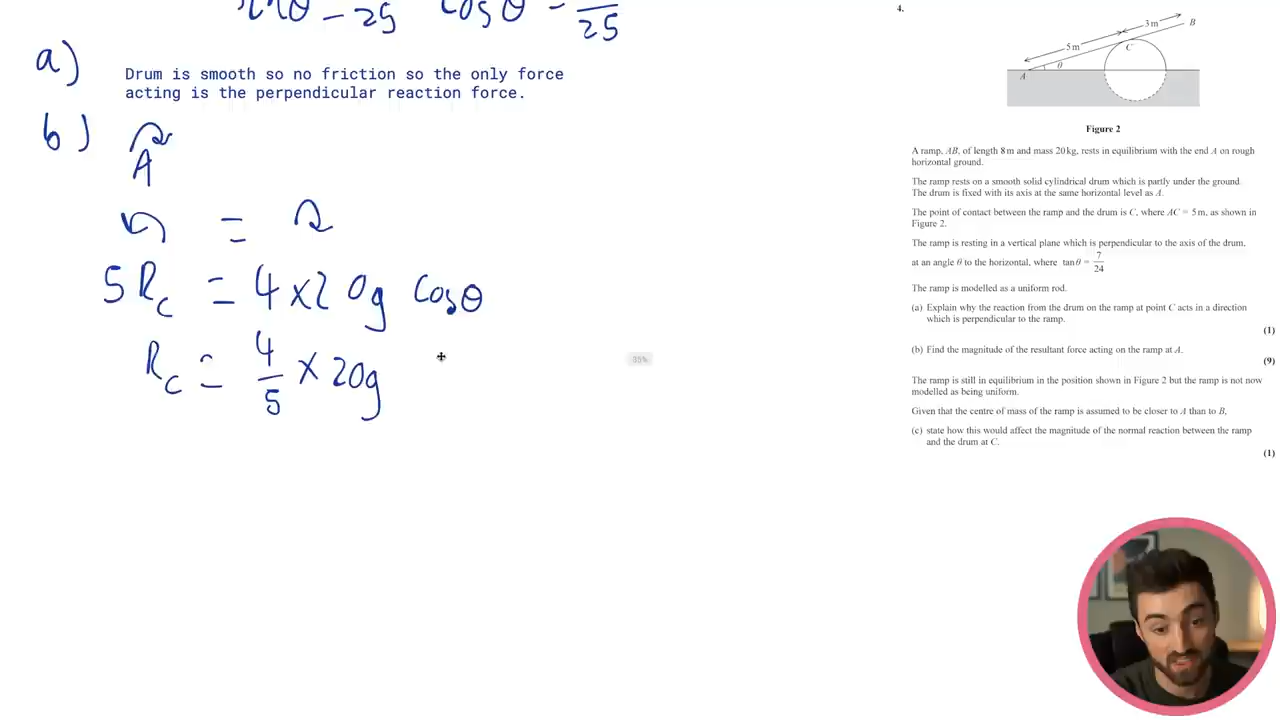 sinθ = 25 cosθ = 25
a)
Drum is smooth so no friction so the only force
acting is the perpendicular reaction force.
b)
A
=
5R_C = 4×20g cosθ
R_C = 4/5 × 20g
35%
4.
3 m
B
5 m
C
θ
A
Figure 2
A ramp, AB, of length 8 m and mass 20 kg, rests in equilibrium with the end A on rough
horizontal ground.
The ramp rests on a smooth solid cylindrical drum which is partly under the ground.
The drum is fixed with its axis at the same horizontal level as A.
The point of contact between the ramp and the drum is C, where AC = 5 m, as shown in
Figure 2.
The ramp is resting in a vertical plane which is perpendicular to the axis of the drum,
at an angle θ to the horizontal, where tanθ = 7/24
The ramp is modelled as a uniform rod.
(a) Explain why the reaction from the drum on the ramp at point C acts in a direction
which is perpendicular to the ramp.
(1)
(b) Find the magnitude of the resultant force acting on the ramp at A.
(9)
The ramp is still in equilibrium in the position shown in Figure 2 but the ramp is not now
modelled as being uniform.
Given that the centre of mass of the ramp is assumed to be closer to A than to B,
(c) state how this would affect the magnitude of the normal reaction between the ramp
and the drum at C.
(1)